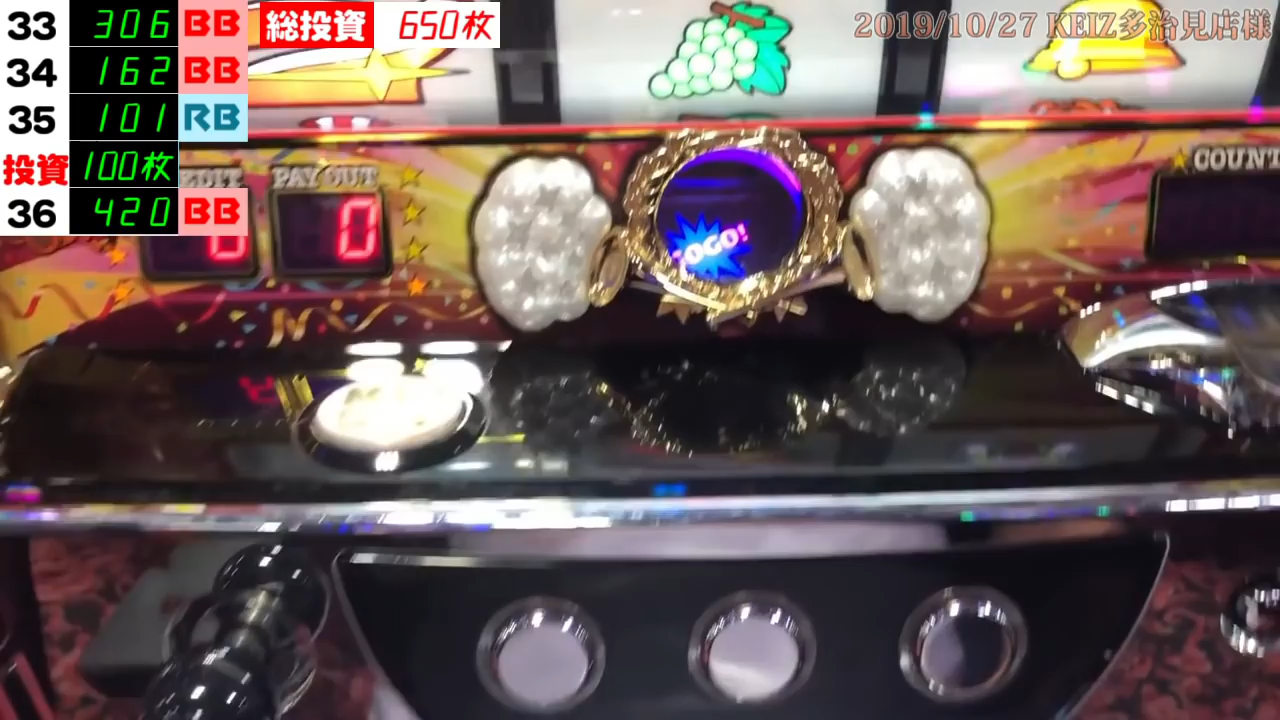 33 306 BB
34 162 BB
35 101 RB
投資 100枚
36 420 BB
総投資 650枚
2019/10/27 KEIZ多治見店様
PAY OUT
0
COUNT